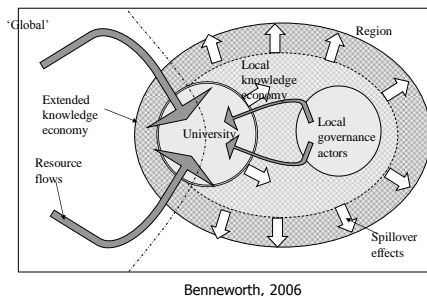 'Global'
Region
Local
knowledge
economy
Extended
knowledge
economy
University
Local
governance
actors
Resource
flows
Spillover
effects
Benneworth, 2006